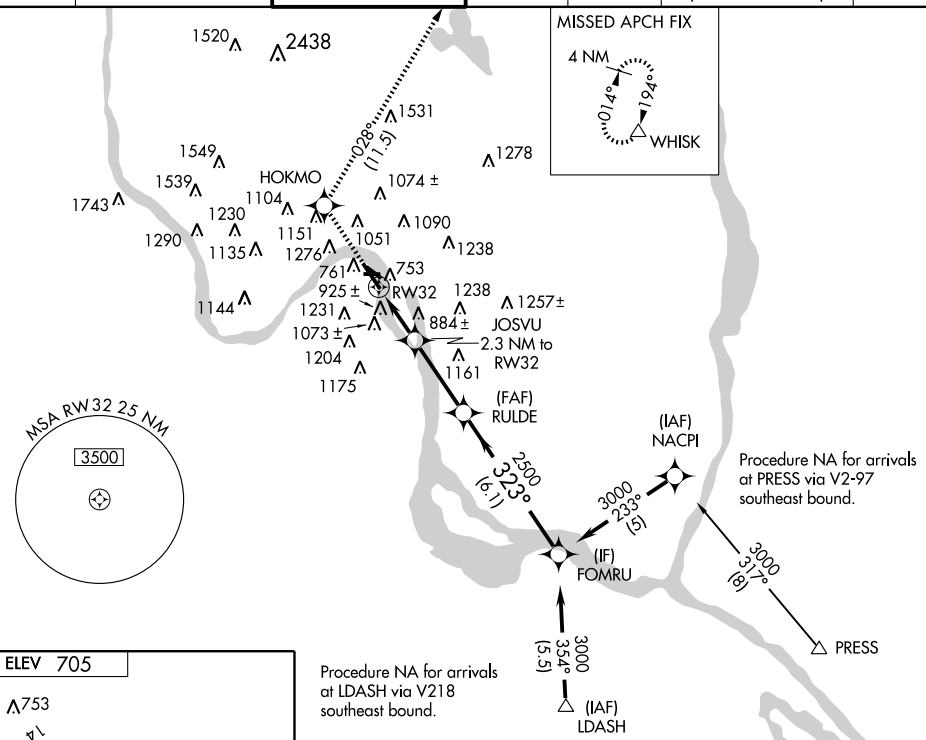 MISSED APCH FIX
4 NM
014°
194°
WHISK
1520
2438
1531
028°
(11.5)
1278
1549
HOKMO
1074 ±
1539
1104
1743
1230
1151
1051
1090
1290
1135
1276
1238
761
753
925 ±
RW32
1238
1257±
1144
1231
884 ±
JOSVU
2.3 NM to
RW32
1073 ±
1204
1161
1175
(FAF)
RULDE
MSA RW32 25 NM
3500
2500
323°
(6.1)
(IAF)
NACPI
3000
233°
(5)
Procedure NA for arrivals
at PRESS via V2-97
southeast bound.
(IF)
FOMRU
3000
317°
(8)
PRESS
3000
354°
(5.5)
(IAF)
LDASH
Procedure NA for arrivals
at LDASH via V218
southeast bound.
ELEV 705
753
14